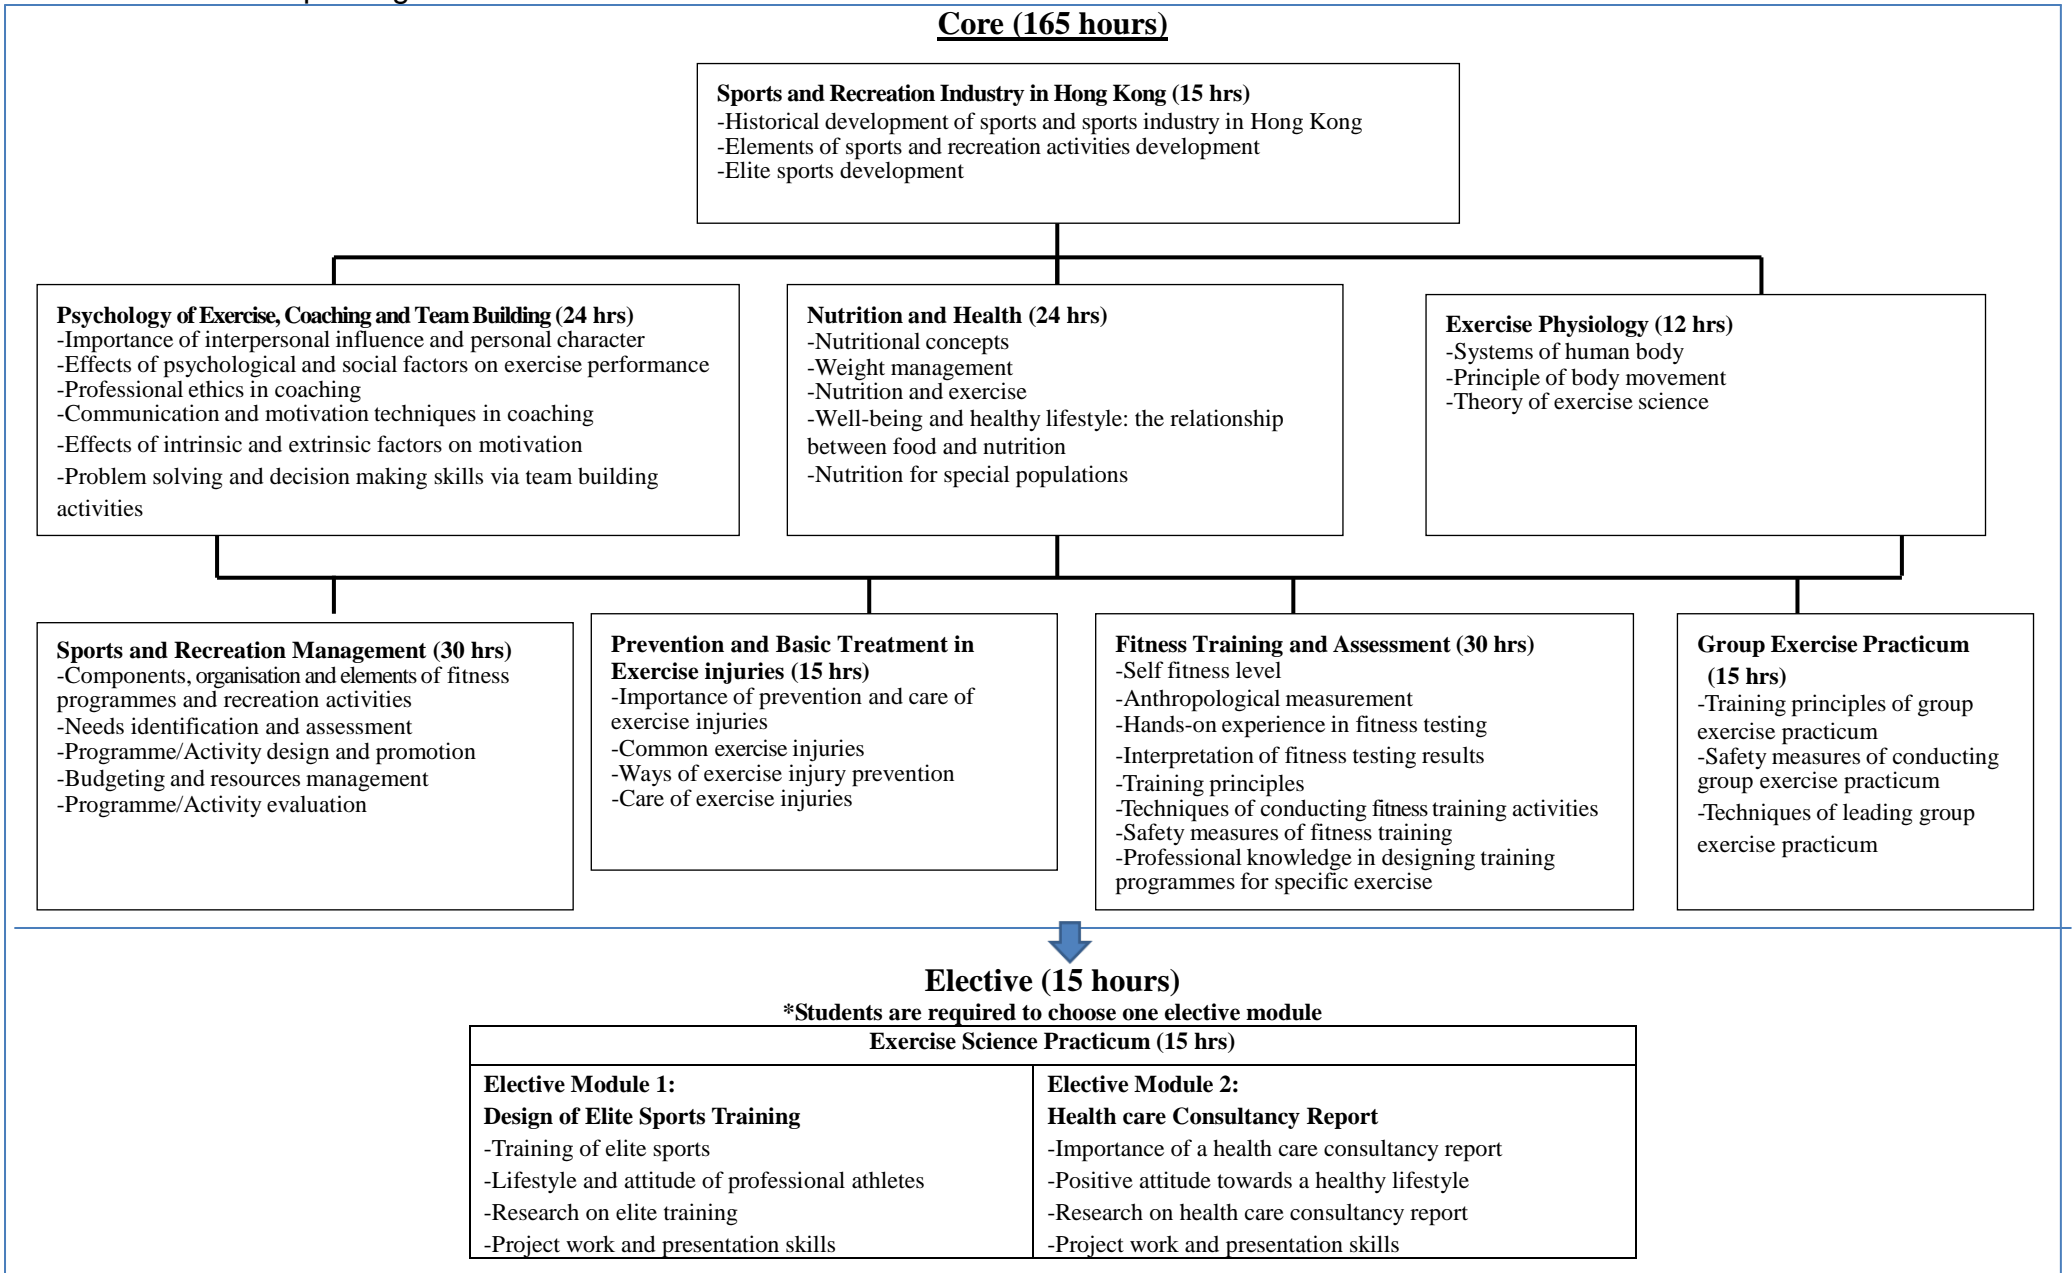 Core (165 hours)
Sports and Recreation Industry in Hong Kong (15 hrs)
-Historical development of sports and sports industry in Hong Kong
-Elements of sports and recreation activities development
-Elite sports development
Psychology of Exercise, Coaching and Team Building (24 hrs)
-Importance of interpersonal influence and personal character
-Effects of psychological and social factors on exercise performance
-Professional ethics in coaching
-Communication and motivation techniques in coaching
-Effects of intrinsic and extrinsic factors on motivation
-Problem solving and decision making skills via team building
activities
Nutrition and Health (24 hrs)
-Nutritional concepts
-Weight management
-Nutrition and exercise
-Well-being and healthy lifestyle: the relationship
between food and nutrition
-Nutrition for special populations
Exercise Physiology (12 hrs)
-Systems of human body
-Principle of body movement
-Theory of exercise science
Sports and Recreation Management (30 hrs)
-Components, organisation and elements of fitness
programmes and recreation activities
-Needs identification and assessment
-Programme/Activity design and promotion
-Budgeting and resources management
-Programme/Activity evaluation
Prevention and Basic Treatment in
Exercise injuries (15 hrs)
-Importance of prevention and care of
exercise injuries
-Common exercise injuries
-Ways of exercise injury prevention
-Care of exercise injuries
Fitness Training and Assessment (30 hrs)
-Self fitness level
-Anthropological measurement
-Hands-on experience in fitness testing
-Interpretation of fitness testing results
-Training principles
-Techniques of conducting fitness training activities
-Safety measures of fitness training
-Professional knowledge in designing training
programmes for specific exercise
Group Exercise Practicum
(15 hrs)
-Training principles of group
exercise practicum
-Safety measures of conducting
group exercise practicum
-Techniques of leading group
exercise practicum
Elective (15 hours)
*Students are required to choose one elective module
Exercise Science Practicum (15 hrs)
Elective Module 1:
Design of Elite Sports Training
-Training of elite sports
-Lifestyle and attitude of professional athletes
-Research on elite training
-Project work and presentation skills
Elective Module 2:
Health care Consultancy Report
-Importance of a health care consultancy report
-Positive attitude towards a healthy lifestyle
-Research on health care consultancy report
-Project work and presentation skills